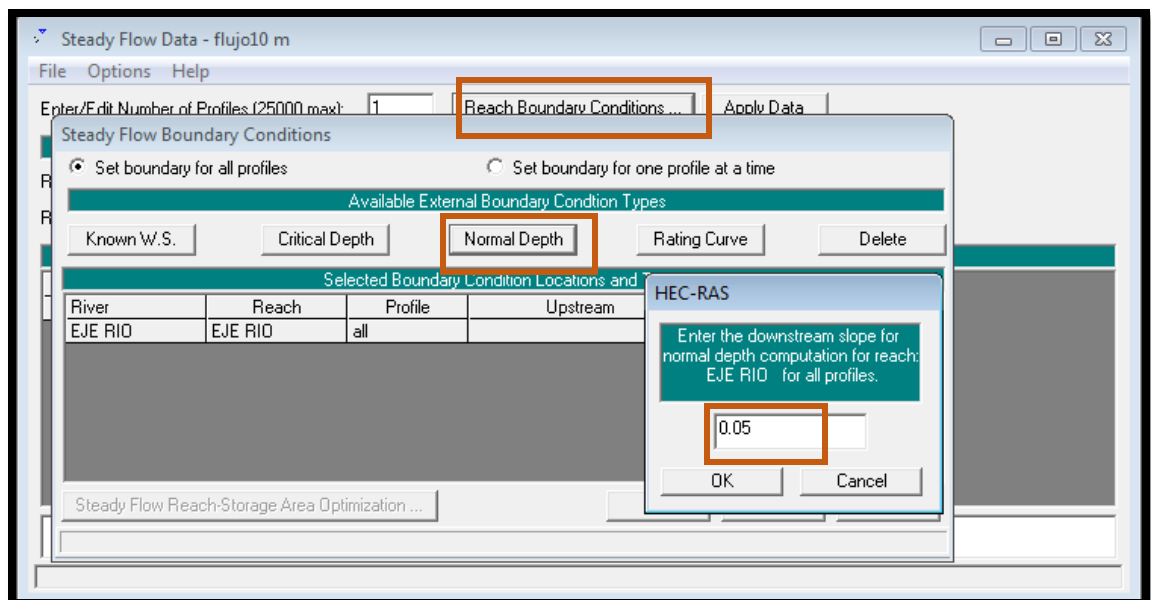 Steady Flow Data - flujo10 m
File Options Help
Enter/Edit Number of Profiles (25000 max): 1 Reach Boundary Conditions ... Apply Data
Steady Flow Boundary Conditions
Set boundary for all profiles Set boundary for one profile at a time
Available External Boundary Condtion Types
Known W.S. Critical Depth Normal Depth Rating Curve Delete
Selected Boundary Condition Locations and
River Reach Profile Upstream
EJE RIO EJE RIO all
HEC-RAS
Enter the downstream slope for
normal depth computation for reach:
EJE RIO for all profiles.
0.05
OK Cancel
Steady Flow Reach-Storage Area Optimization ...